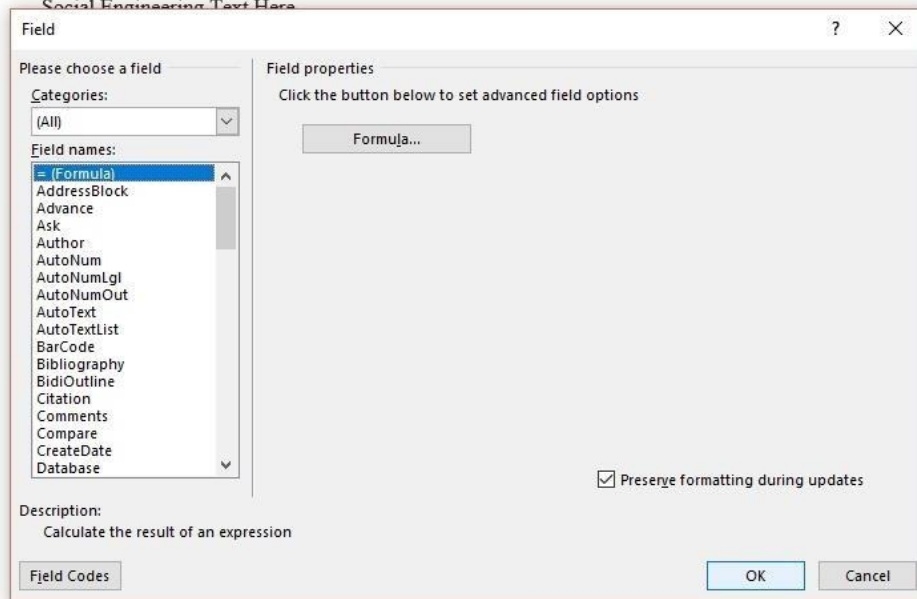 Social Engineering Text Here
Field
? X
Please choose a field
Categories:
(All)
Field names:
= (Formula)
AddressBlock
Advance
Ask
Author
AutoNum
AutoNumLgl
AutoNumOut
AutoText
AutoTextList
BarCode
Bibliography
BidiOutline
Citation
Comments
Compare
CreateDate
Database
Field properties
Click the button below to set advanced field options
Formula...
Preserve formatting during updates
Description:
Calculate the result of an expression
Field Codes
OK
Cancel